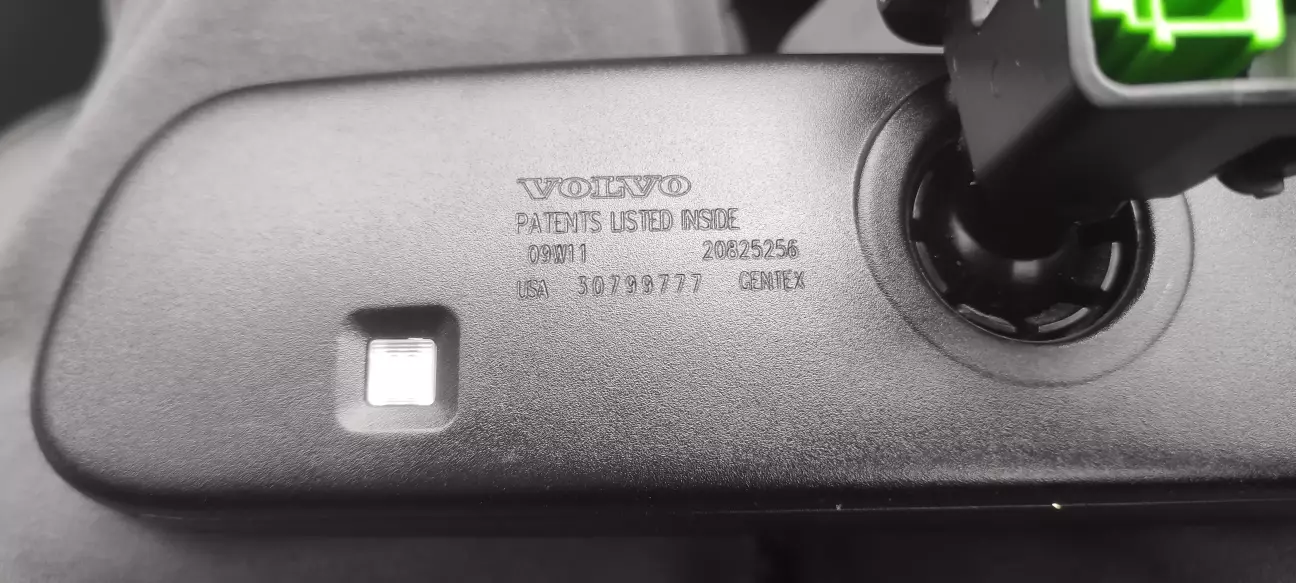 VOLVO
PATENTS LISTED INSIDE
09W11 20825256
USA 30799777 GENTEX